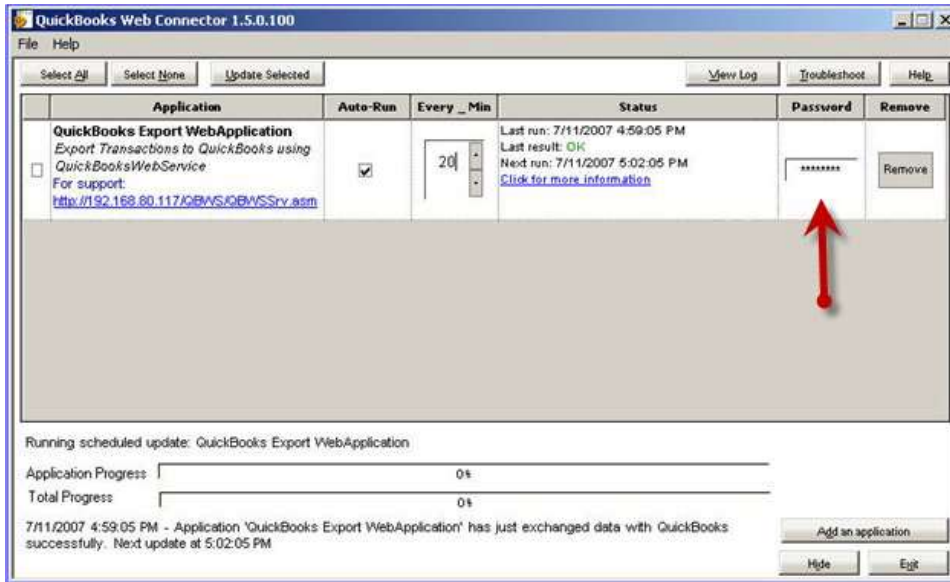 QuickBooks Web Connector 1.5.0.100
File Help
Select All Select None Update Selected View Log Troubleshoot Help
Application Auto-Run Every _ Min Status Password Remove
QuickBooks Export WebApplication
Export Transactions to QuickBooks using
QuickBooksWebService
For support:
http://192.168.80.117/QBWS/QBWSSrv.asm
20
Last run: 7/11/2007 4:59:05 PM
Last result: OK
Next run: 7/11/2007 5:02:05 PM
Click for more information
********
Remove
Running scheduled update: QuickBooks Export WebApplication
Application Progress 0%
Total Progress 0%
7/11/2007 4:59:05 PM - Application 'QuickBooks Export WebApplication' has just exchanged data with QuickBooks
successfully. Next update at 5:02:05 PM
Add an application
Hide Exit